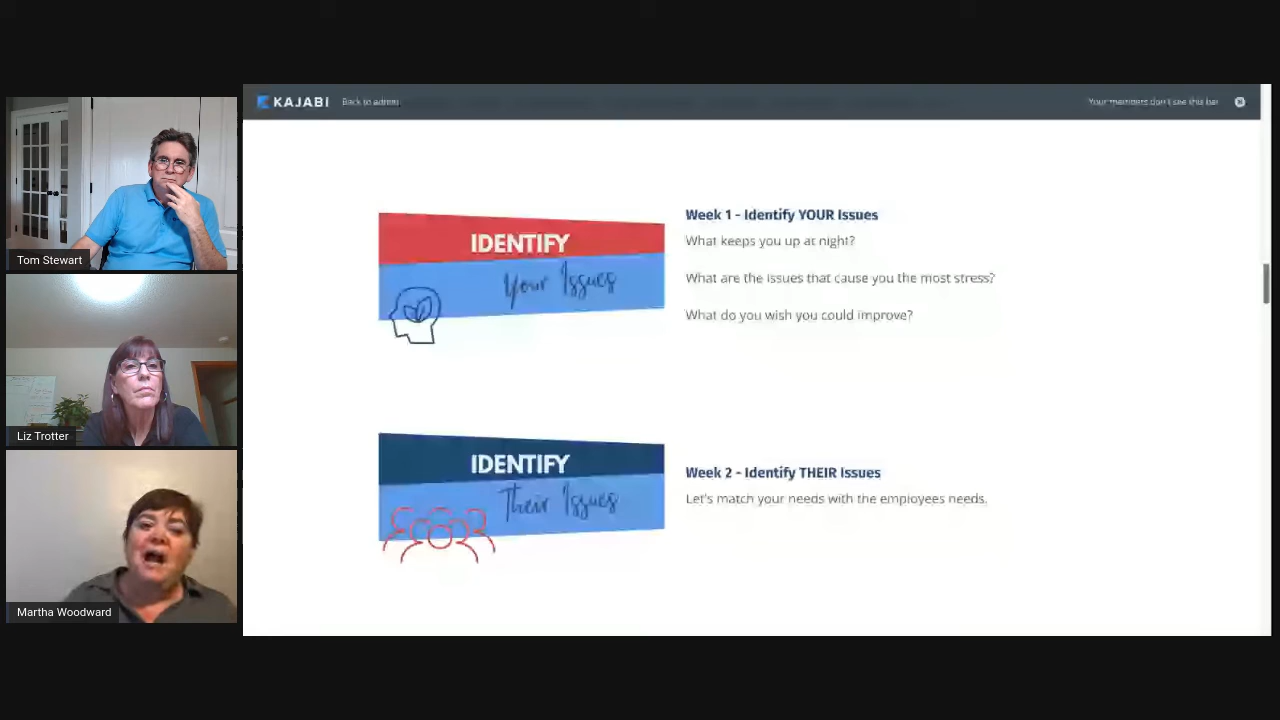 KAJABI
Back to admin
Your members don't see this bar
Tom Stewart
Liz Trotter
Martha Woodward
IDENTIFY
Your Issues
Week 1 - Identify YOUR Issues
What keeps you up at night?
What are the issues that cause you the most stress?
What do you wish you could improve?
IDENTIFY
Their Issues
Week 2 - Identify THEIR Issues
Let's match your needs with the employees needs.